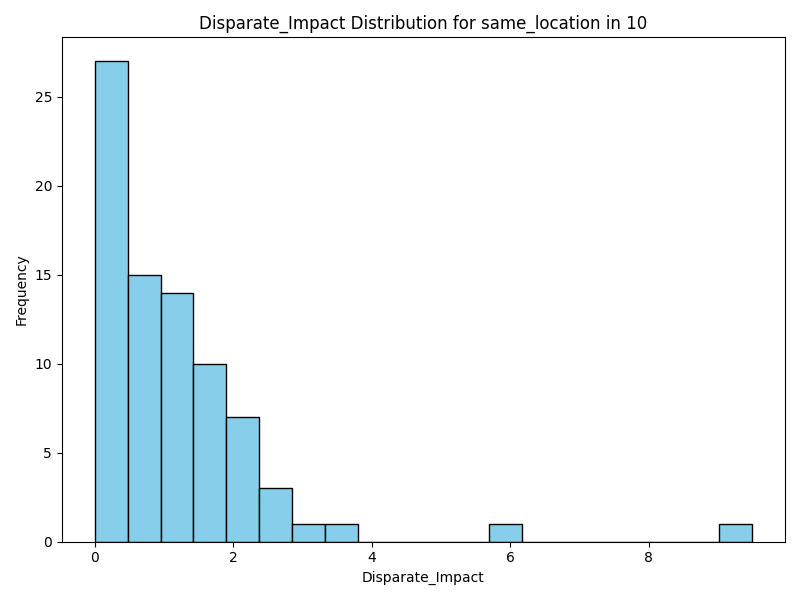 Disparate_Impact Distribution for same_location in 10
Frequency
25
20
15
10
5
0
0 2 4 6 8
Disparate_Impact